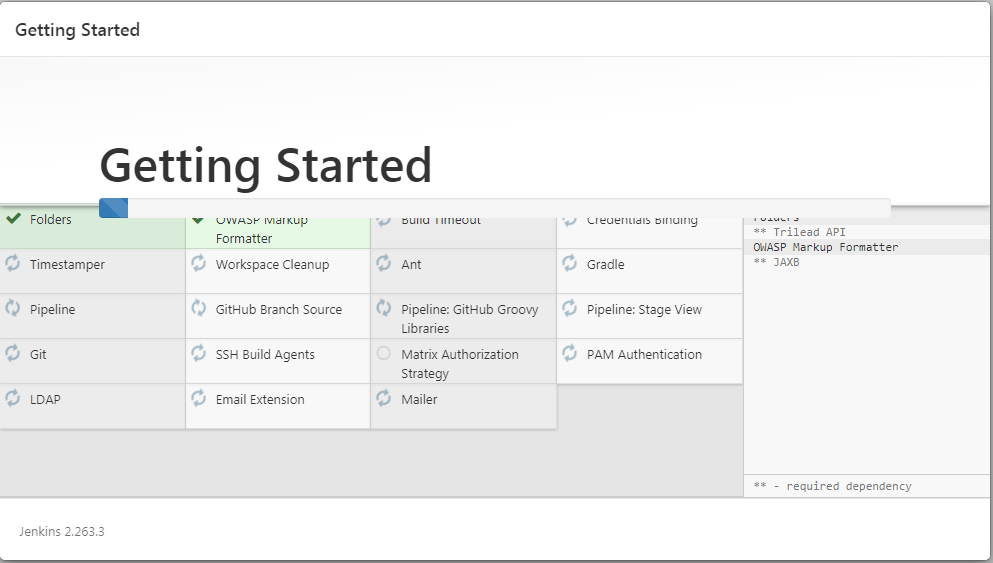 Getting Started
Getting Started
Folders
OWASP Markup
Formatter
Build Timeout
Credentials Binding
Timestamper
Workspace Cleanup
Ant
Gradle
Pipeline
GitHub Branch Source
Pipeline: GitHub Groovy
Libraries
Pipeline: Stage View
Git
SSH Build Agents
Matrix Authorization
Strategy
PAM Authentication
LDAP
Email Extension
Mailer
Folders
** Trilead API
OWASP Markup Formatter
** JAXB
** - required dependency
Jenkins 2.263.3